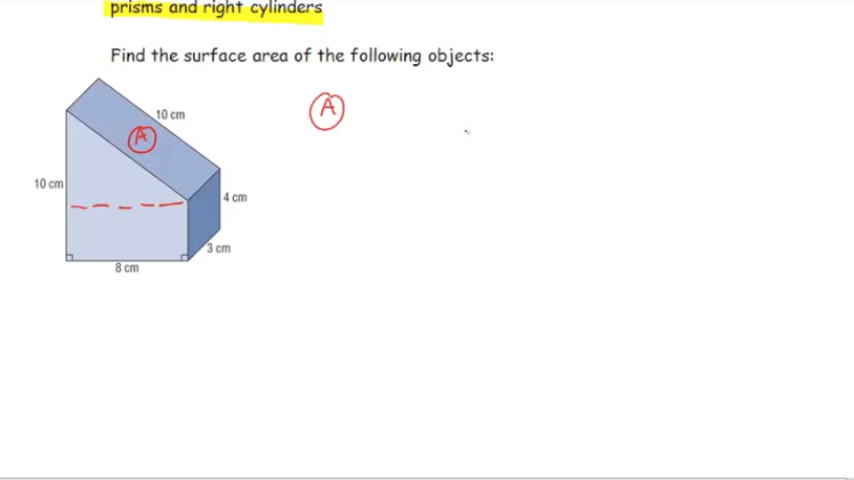 prisms and right cylinders
Find the surface area of the following objects:
10 cm
A
A
10 cm
4 cm
3 cm
8 cm